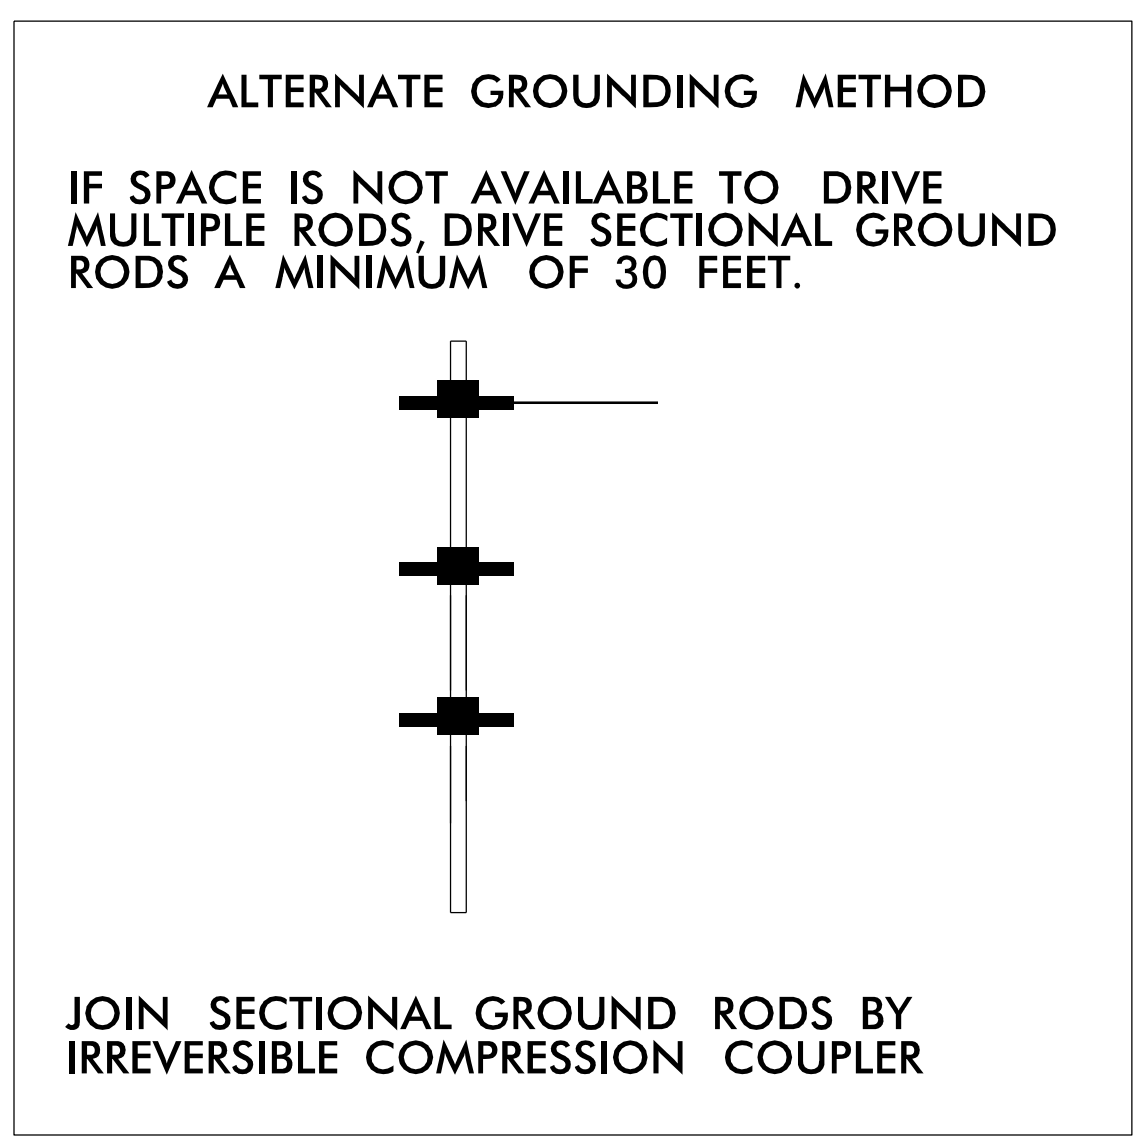 ALTERNATE GROUNDING METHOD
IF SPACE IS NOT AVAILABLE TO DRIVE
MULTIPLE RODS, DRIVE SECTIONAL GROUND
RODS A MINIMUM OF 30 FEET.
JOIN SECTIONAL GROUND RODS BY
IRREVERSIBLE COMPRESSION COUPLER